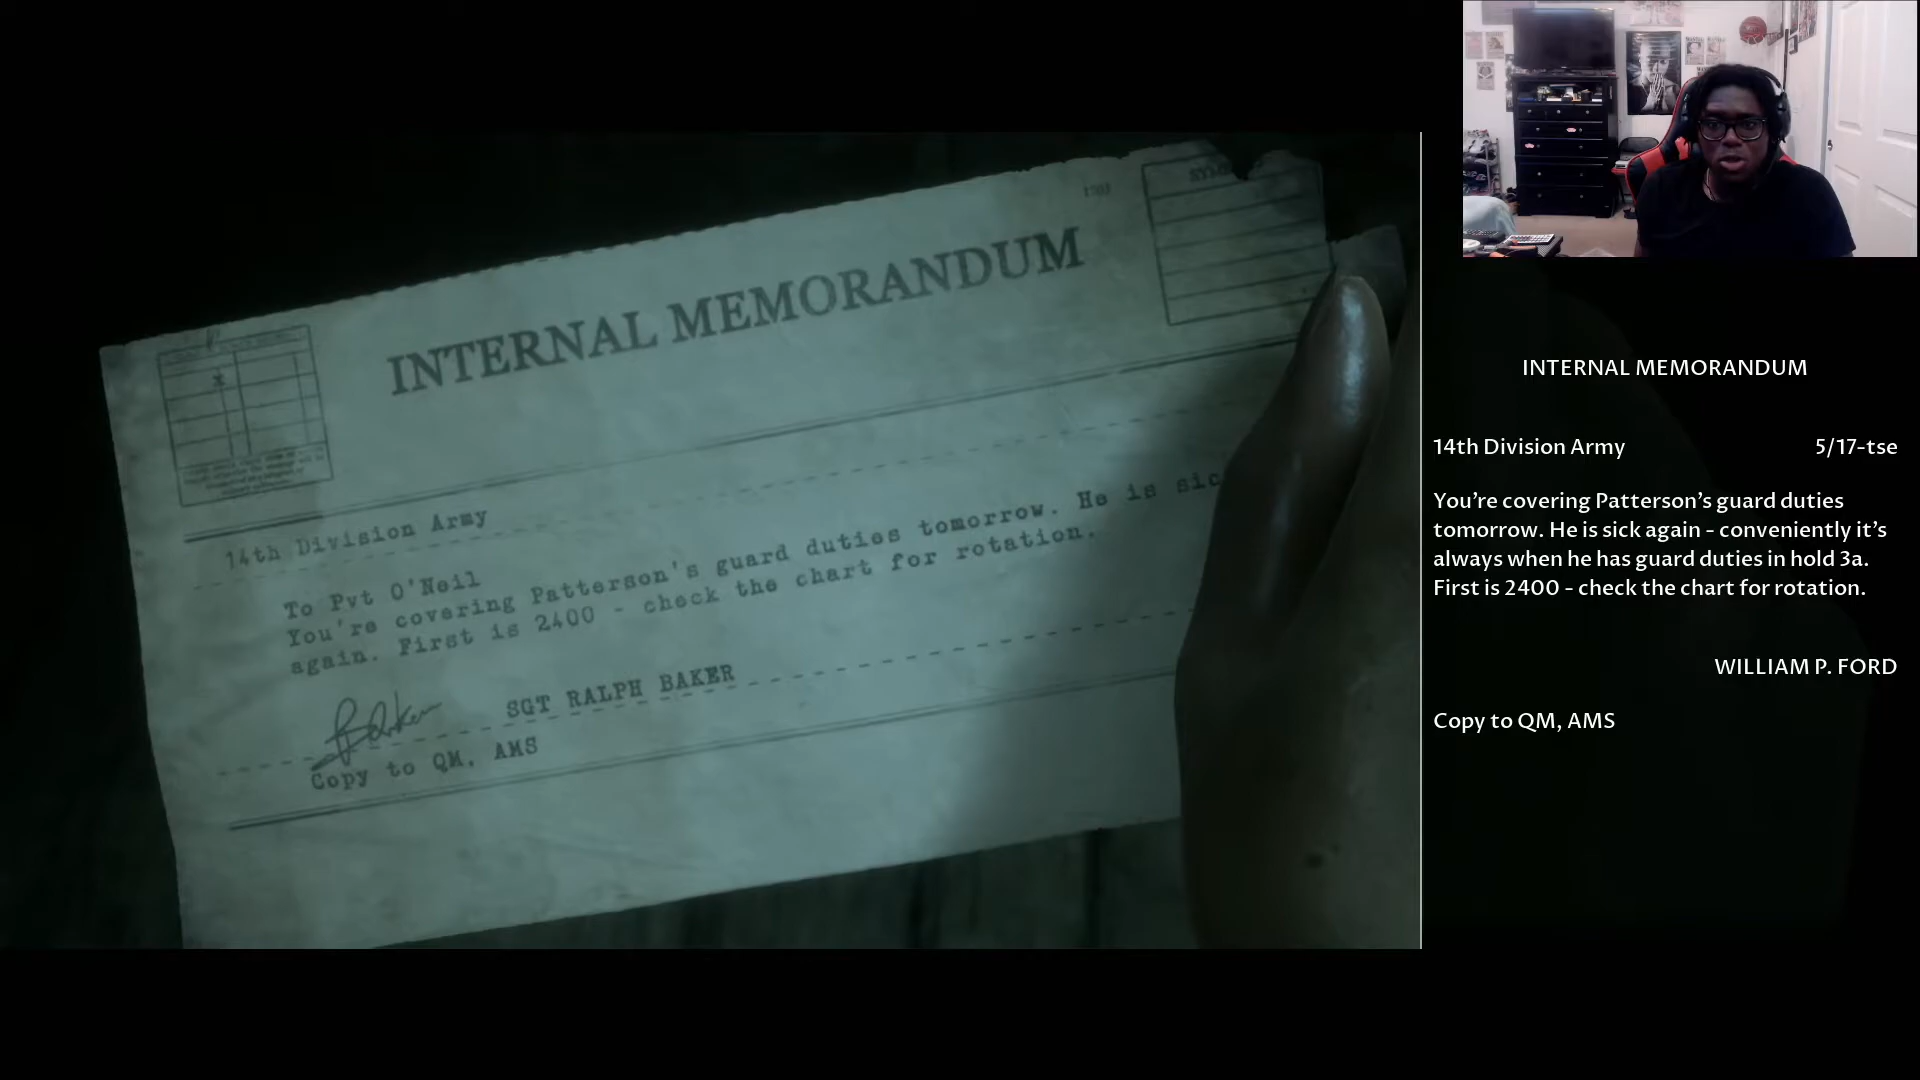 1703
INTERNAL MEMORANDUM
14th Division Army
To Pvt O'Neil
You're covering Patterson's guard duties tomorrow. He is sic
again. First is 2400 - check the chart for rotation.
SGT RALPH BAKER
Copy to QM, AMS
INTERNAL MEMORANDUM
14th Division Army 5/17-tse
You're covering Patterson's guard duties
tomorrow. He is sick again - conveniently it's
always when he has guard duties in hold 3a.
First is 2400 - check the chart for rotation.
WILLIAM P. FORD
Copy to QM, AMS